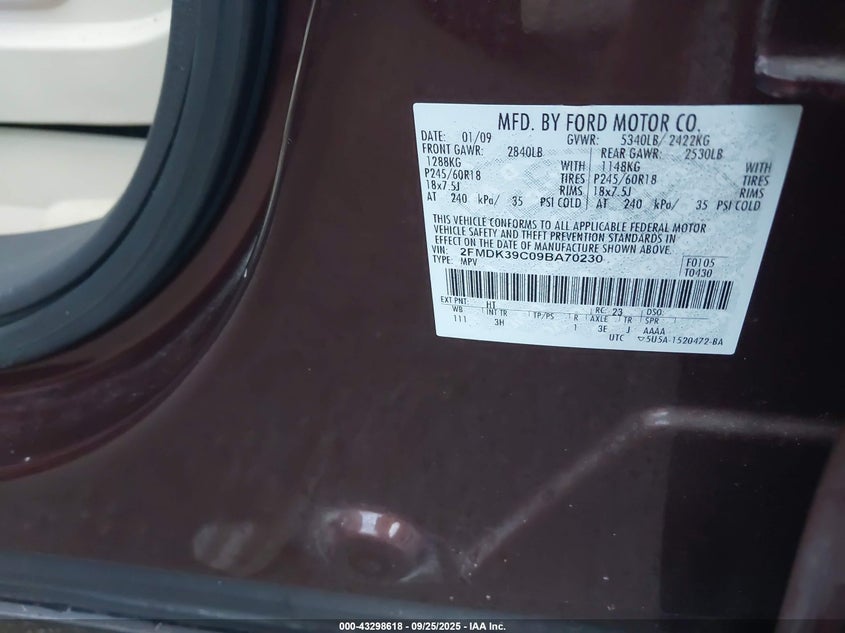 MFD. BY FORD MOTOR CO.
DATE: 01/09 GVWR: 5340LB/ 2422KG
FRONT GAWR: 2840LB REAR GAWR: 2530LB
1288KG WITH 1148KG WITH
P245/60R18 TIRES P245/60R18 TIRES
18x7.5J RIMS 18x7.5J RIMS
AT 240 kPa/ 35 PSI COLD AT 240 kPa/ 35 PSI COLD
THIS VEHICLE CONFORMS TO ALL APPLICABLE FEDERAL MOTOR
VEHICLE SAFETY AND THEFT PREVENTION STANDARDS IN
EFFECT ON THE DATE OF MANUFACTURE SHOWN ABOVE.
VIN: 2FMDK39C09BA70230 F0105
TYPE: MPV T0430
EXT PNT: HT RC: 23 DSO:
WB INT TR TP/PS R AXLE TR SPR
111 3H 1 3E J AAAA
UTC 5U5A-1520472-BA
000-43298618 - 09/25/2025 - IAA Inc.